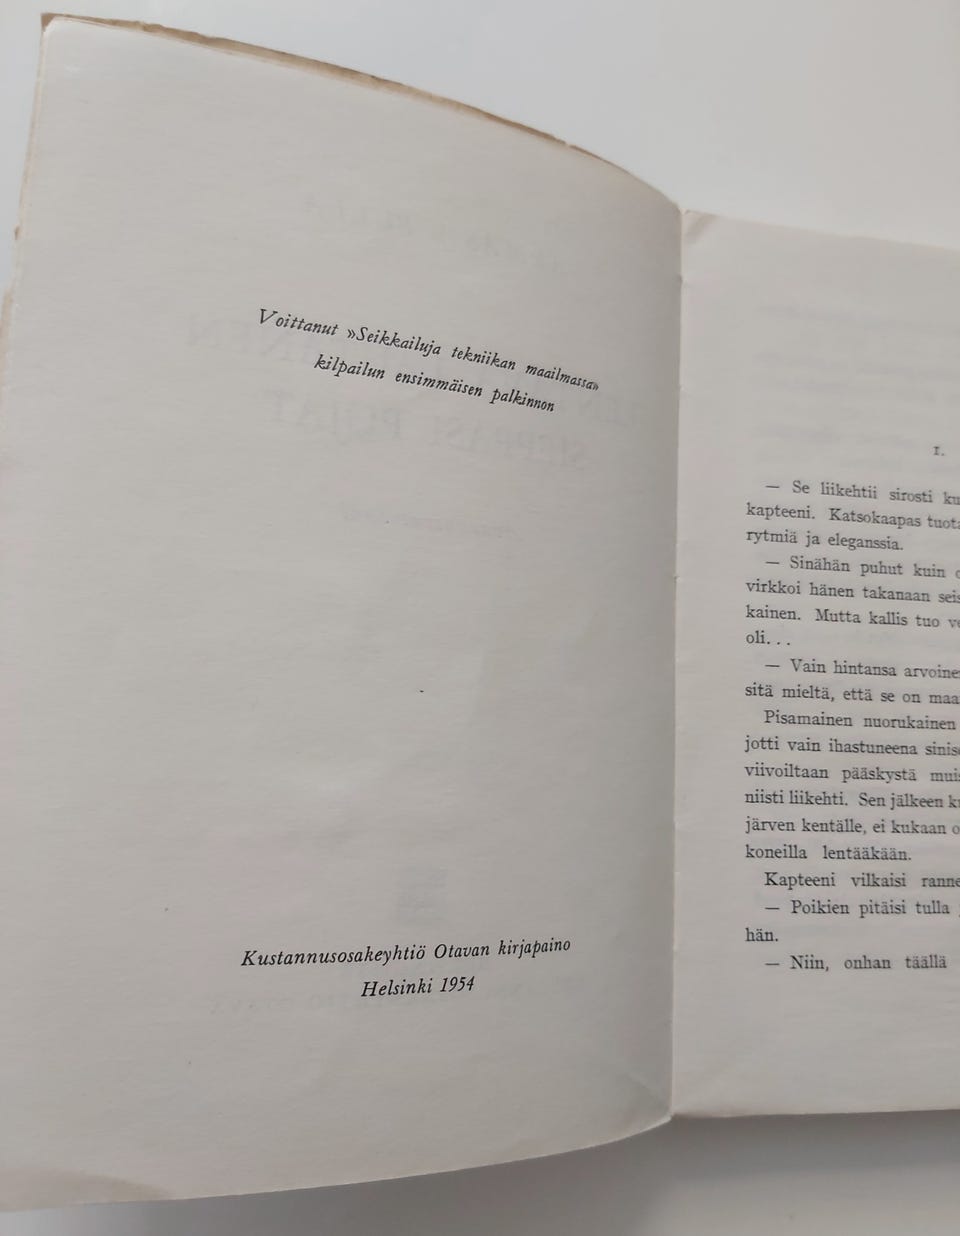 Voittanut »Seikkailuja tekniikan maailmassa»
kilpailun ensimmäisen palkinnon
Kustannusosakeyhtiö Otavan kirjapaino
Helsinki 1954
I.
— Se liikehtii sirosti
kapteeni. Katsokaapas
rytmiä ja eleganssia.
— Sinähän puhut kuin
virkkoi hänen takanaan
kainen. Mutta kallis tuo
oli...
— Vain hintansa
sitä mieltä, että se on
Pisamainen nuorukainen
jotti vain ihastuneena
viivoiltaan pääskystä
niisti liikehti. Sen jälkeen
järven kentälle, ei kukaan
koneilla lentääkään.
Kapteeni vilkaisi
— Poikien pitäisi tulla
hän.
— Niin, onhan täällä